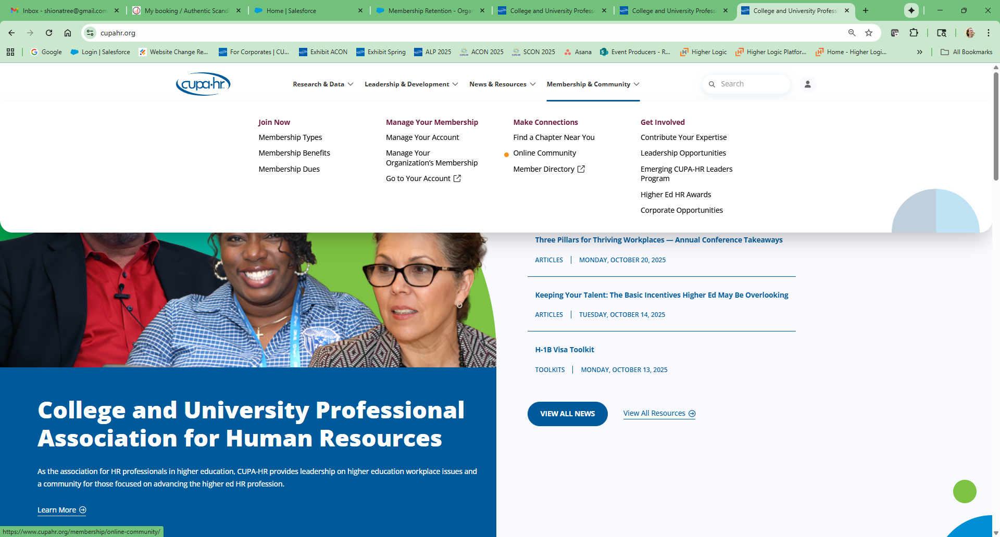 Inbox - shionatree@gmail.com
My booking / Authentic Scandi
Home | Salesforce
Membership Retention - Orga
College and University Profess
College and University Profess
College and University Profess
cupahr.org
Google
Login | Salesforce
Website Change Re...
For Corporates | CU...
Exhibit ACON
Exhibit Spring
ALP 2025
ACON 2025
SCON 2025
Asana
Event Producers - R...
Higher Logic
Higher Logic Platfor...
Home - Higher Logi...
All Bookmarks
cupa-hr
Research & Data
Leadership & Development
News & Resources
Membership & Community
Search
Join Now
Membership Types
Membership Benefits
Membership Dues
Manage Your Membership
Manage Your Account
Manage Your
Organization’s Membership
Go to Your Account
Make Connections
Find a Chapter Near You
Online Community
Member Directory
Get Involved
Contribute Your Expertise
Leadership Opportunities
Emerging CUPA-HR Leaders
Program
Higher Ed HR Awards
Corporate Opportunities
Three Pillars for Thriving Workplaces — Annual Conference Takeaways
ARTICLES | MONDAY, OCTOBER 20, 2025
Keeping Your Talent: The Basic Incentives Higher Ed May Be Overlooking
ARTICLES | TUESDAY, OCTOBER 14, 2025
H-1B Visa Toolkit
TOOLKITS | MONDAY, OCTOBER 13, 2025
VIEW ALL NEWS
View All Resources
College and University Professional
Association for Human Resources
As the association for HR professionals in higher education, CUPA-HR provides leadership on higher education workplace issues and
a community for those focused on advancing the higher ed HR profession.
Learn More
https://www.cupahr.org/membership/online-community/